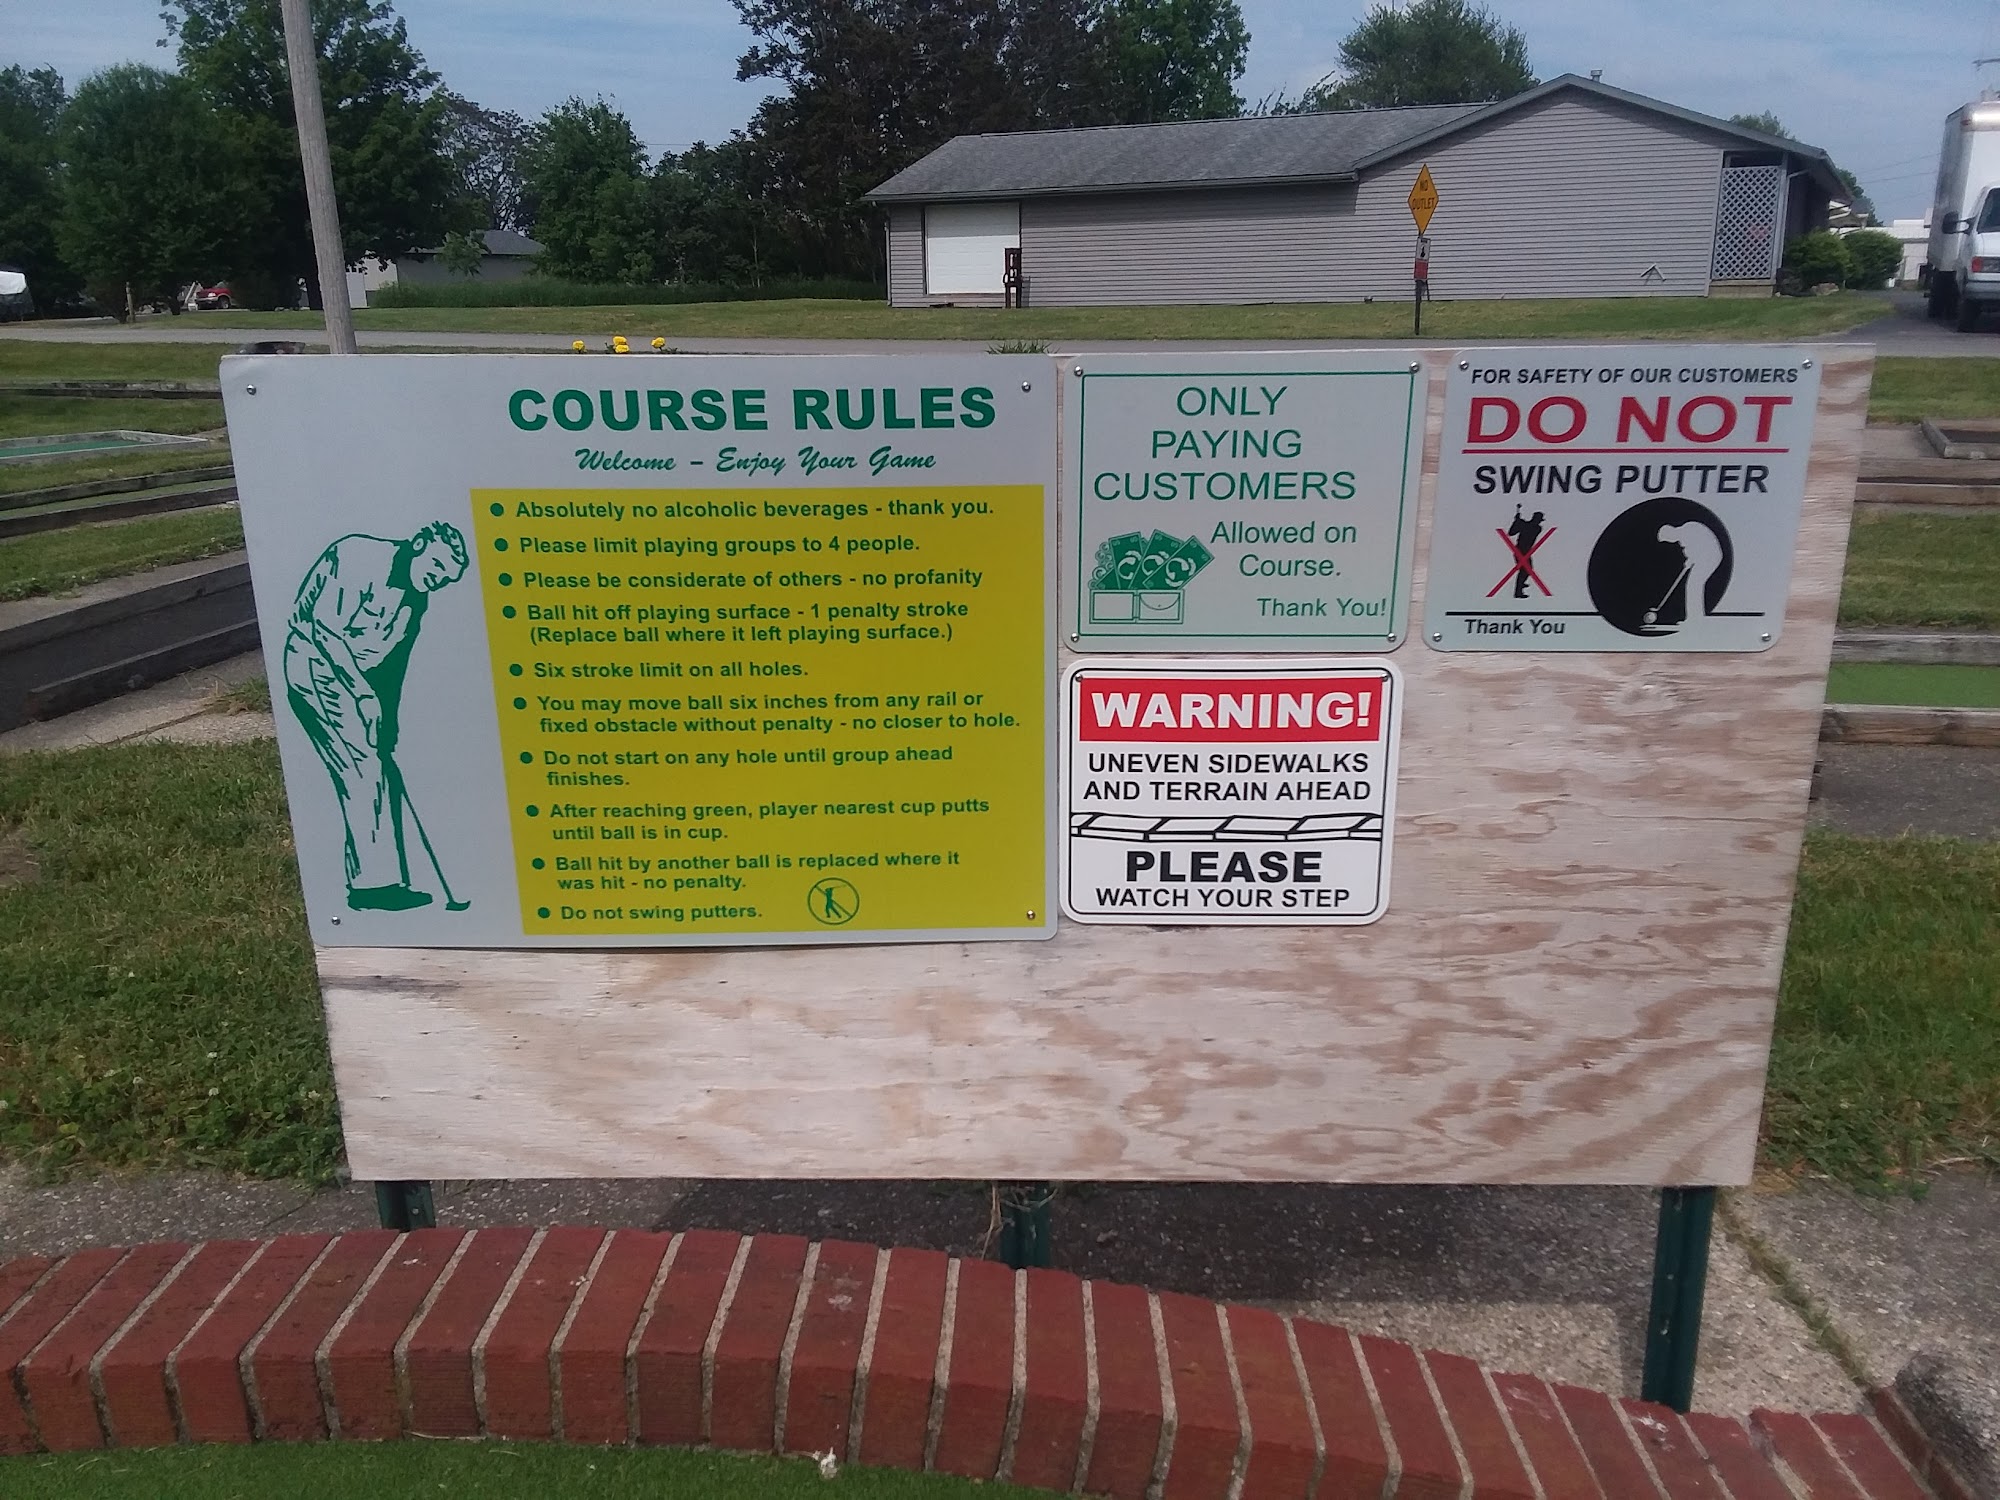 COURSE RULES
Welcome - Enjoy Your Game
• Absolutely no alcoholic beverages - thank you.
• Please limit playing groups to 4 people.
• Please be considerate of others - no profanity
• Ball hit off playing surface - 1 penalty stroke
(Replace ball where it left playing surface.)
• Six stroke limit on all holes.
• You may move ball six inches from any rail or
fixed obstacle without penalty - no closer to hole.
• Do not start on any hole until group ahead
finishes.
• After reaching green, player nearest cup putts
until ball is in cup.
• Ball hit by another ball is replaced where it
was hit - no penalty.
• Do not swing putters.
ONLY
PAYING
CUSTOMERS
Allowed on
Course.
Thank You!
FOR SAFETY OF OUR CUSTOMERS
DO NOT
SWING PUTTER
Thank You
WARNING!
UNEVEN SIDEWALKS
AND TERRAIN AHEAD
PLEASE
WATCH YOUR STEP
NO
OUTLET